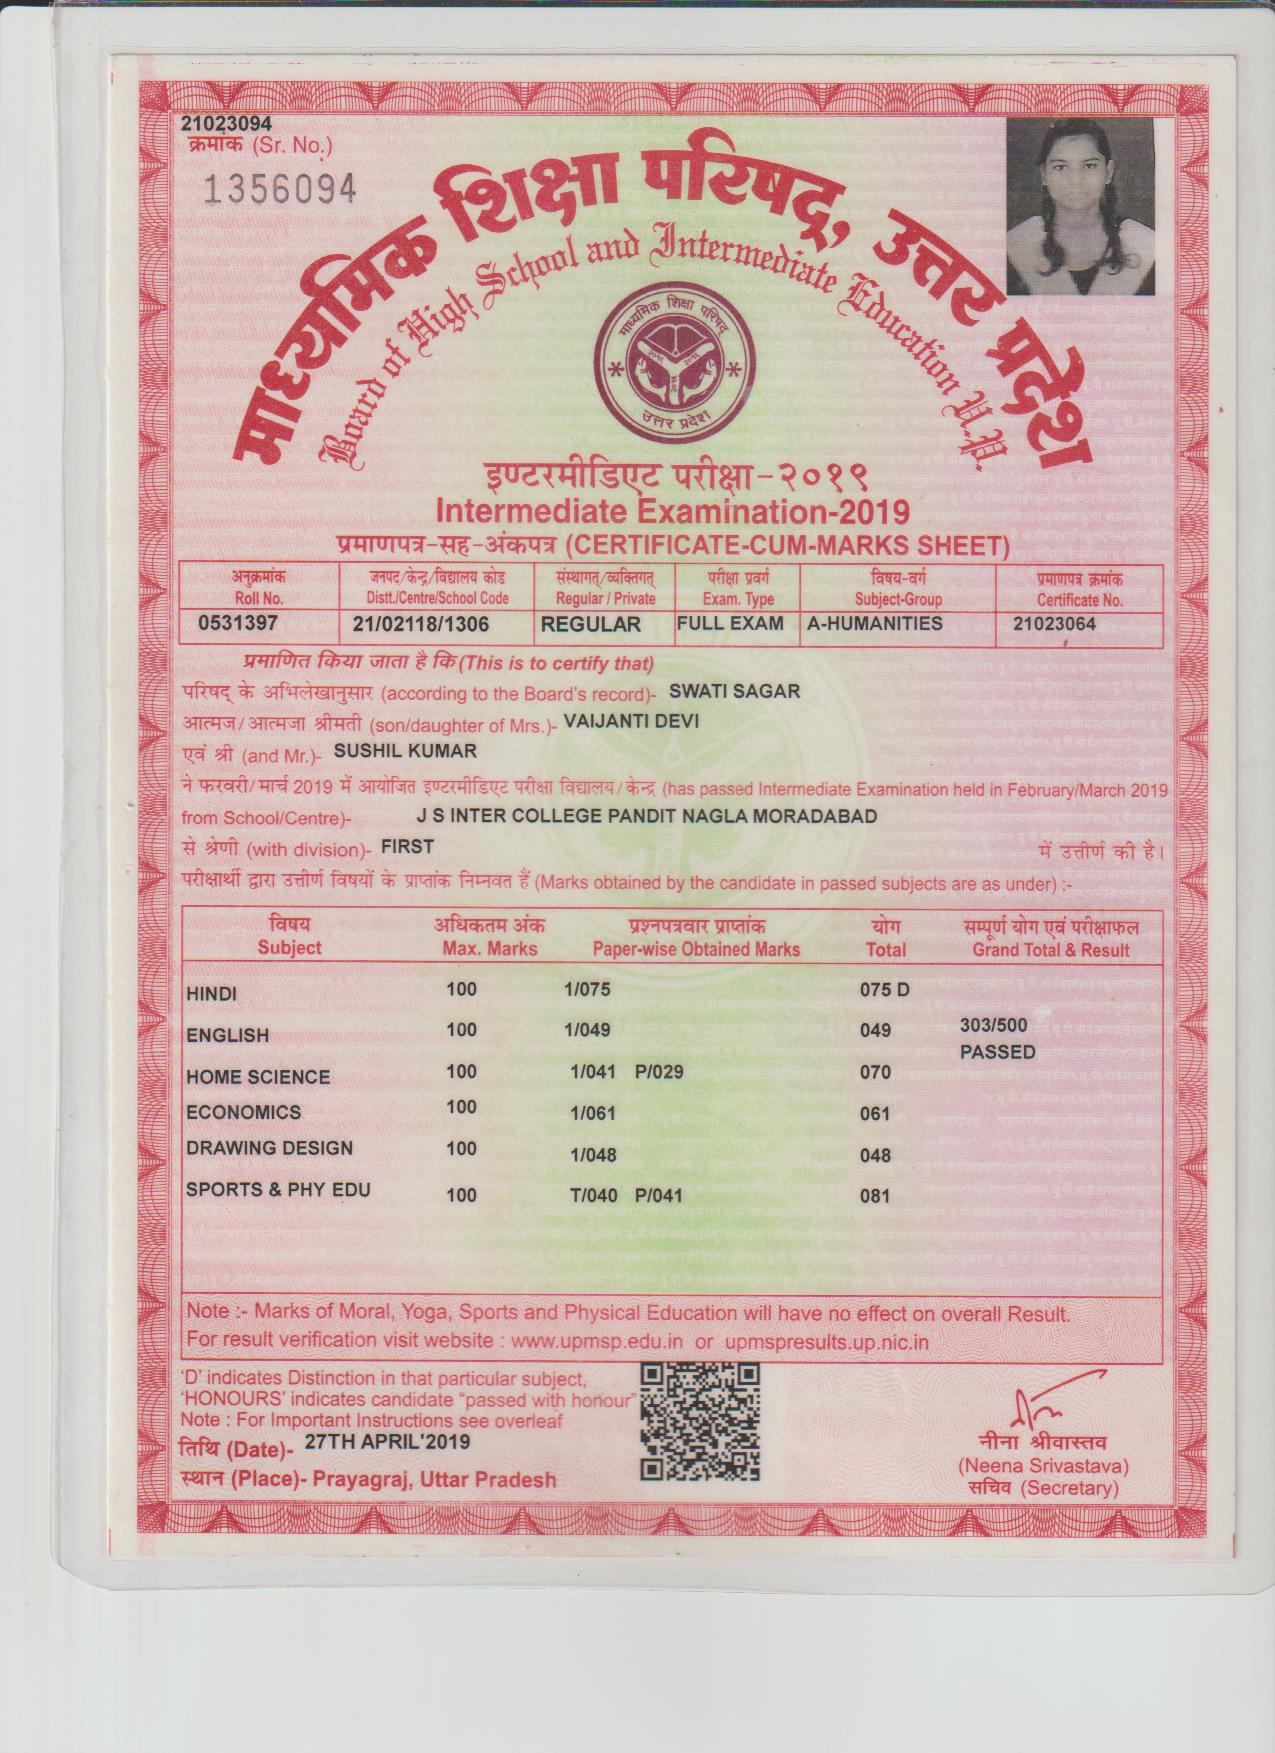 21023094
क्रमांक (Sr. No.)
1356094
माध्यमिक शिक्षा परिषद्, उत्तर प्रदेश
Board of High School and Intermediate Education U.P.
माध्यमिक शिक्षा परिषद्
२०१९ २०१९
२०१९
उत्तर प्रदेश
इण्टरमीडिएट परीक्षा-२०१९
Intermediate Examination-2019
प्रमाणपत्र-सह-अंकपत्र (CERTIFICATE-CUM-MARKS SHEET)
अनुक्रमांक जनपद/केन्द्र/विद्यालय कोड संस्थागत्/व्यक्तिगत् परीक्षा प्रवर्ग विषय-वर्ग प्रमाणपत्र क्रमांक
Roll No. Distt./Centre/School Code Regular / Private Exam. Type Subject-Group Certificate No.
0531397 21/02118/1306 REGULAR FULL EXAM A-HUMANITIES 21023064
प्रमाणित किया जाता है कि (This is to certify that)
परिषद् के अभिलेखानुसार (according to the Board's record)- SWATI SAGAR
आत्मज/आत्मजा श्रीमती (son/daughter of Mrs.)- VAIJANTI DEVI
एवं श्री (and Mr.)- SUSHIL KUMAR
ने फरवरी/मार्च 2019 में आयोजित इण्टरमीडिएट परीक्षा विद्यालय/केन्द्र (has passed Intermediate Examination held in February/March 2019
from School/Centre)- J S INTER COLLEGE PANDIT NAGLA MORADABAD
से श्रेणी (with division)- FIRST में उत्तीर्ण की है।
परीक्षार्थी द्वारा उत्तीर्ण विषयों के प्राप्तांक निम्नवत हैं (Marks obtained by the candidate in passed subjects are as under) :-
विषय अधिकतम अंक प्रश्नपत्रवार प्राप्तांक योग सम्पूर्ण योग एवं परीक्षाफल
Subject Max. Marks Paper-wise Obtained Marks Total Grand Total & Result
HINDI 100 1/075 075 D
ENGLISH 100 1/049 049 303/500
PASSED
HOME SCIENCE 100 1/041 P/029 070
ECONOMICS 100 1/061 061
DRAWING DESIGN 100 1/048 048
SPORTS & PHY EDU 100 T/040 P/041 081
Note :- Marks of Moral, Yoga, Sports and Physical Education will have no effect on overall Result.
For result verification visit website : www.upmsp.edu.in or upmspresults.up.nic.in
'D' indicates Distinction in that particular subject,
'HONOURS' indicates candidate "passed with honour"
Note : For Important Instructions see overleaf
तिथि (Date)- 27TH APRIL'2019
स्थान (Place)- Prayagraj, Uttar Pradesh
नीना श्रीवास्तव
(Neena Srivastava)
सचिव (Secretary)